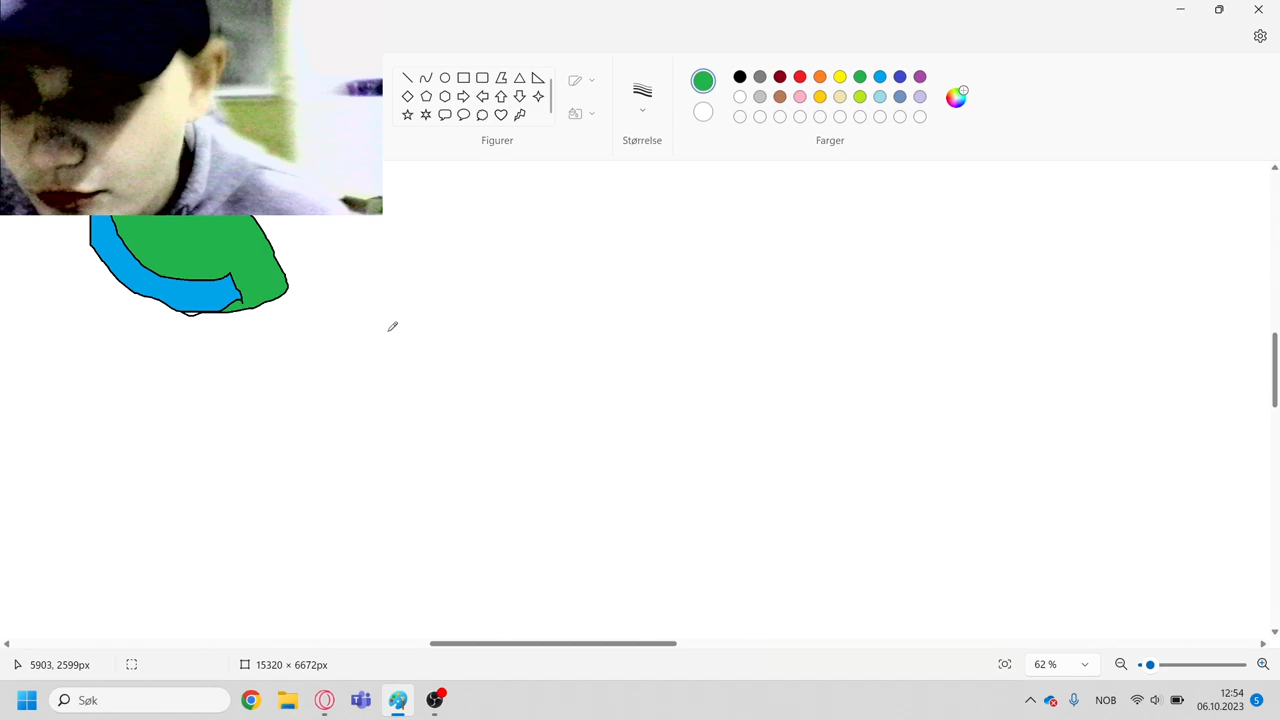 Figurer
Størrelse
Farger
5903, 2599px
15320 × 6672px
62 %
Søk
NOB
12:54
06.10.2023
5